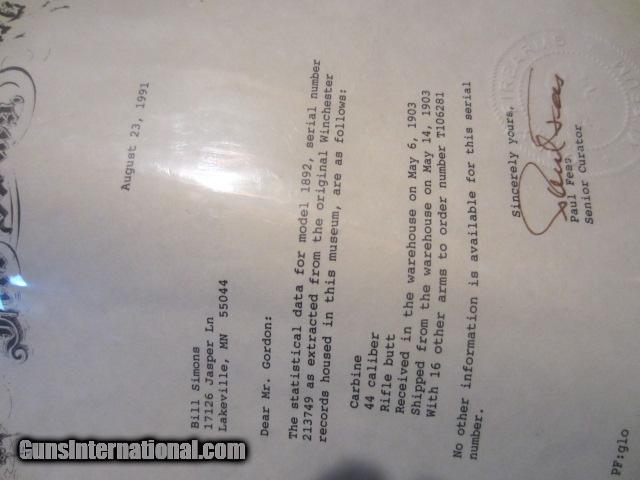 August 23, 1991
Bill Simons
17126 Jasper Ln
Lakeville, MN 55044
Dear Mr. Gordon:
The statistical data for model 1892, serial number
213749 as extracted from the original Winchester
records housed in this museum, are as follows:
Carbine
44 caliber
Rifle butt
Received in the warehouse on May 6, 1903
Shipped from the warehouse on May 14, 1903
With 16 other arms to order number T106281
No other information is available for this serial
number.
Sincerely yours,
Paul Fees
Senior Curator
PF:glo
GunsInternational.com